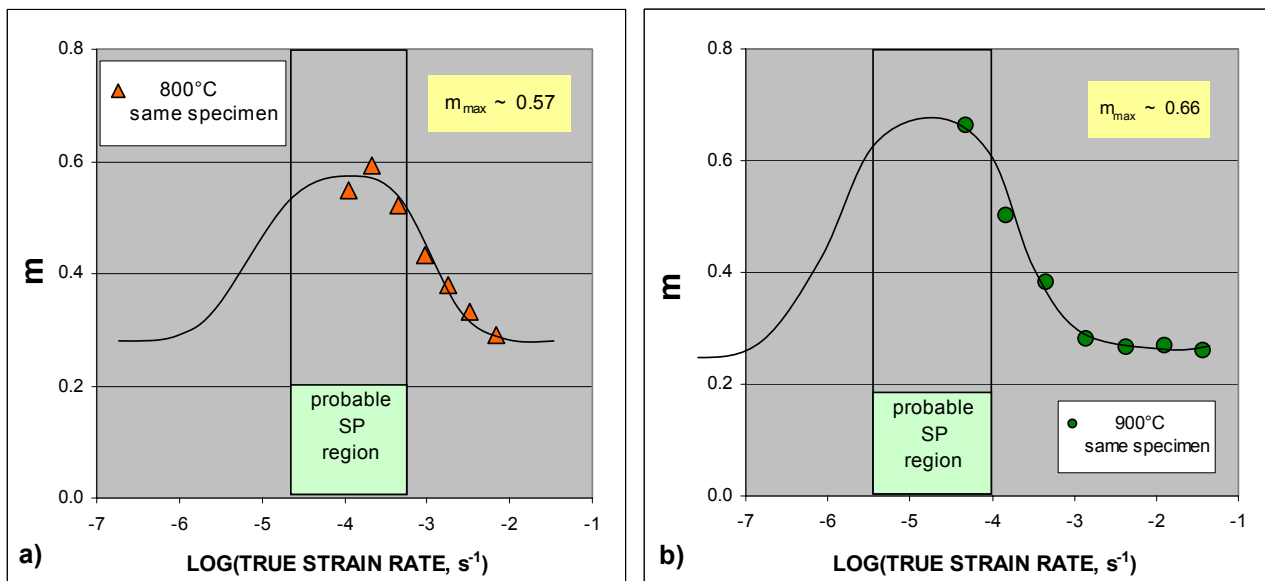 0.8
0.6
0.4
0.2
0.0
m
800°C
same specimen
m_max ~ 0.57
probable
SP
region
-7 -6 -5 -4 -3 -2 -1
a)
LOG(TRUE STRAIN RATE, s⁻¹)
0.8
0.6
0.4
0.2
0.0
m
m_max ~ 0.66
probable
SP
region
900°C
same specimen
-7 -6 -5 -4 -3 -2 -1
b)
LOG(TRUE STRAIN RATE, s⁻¹)